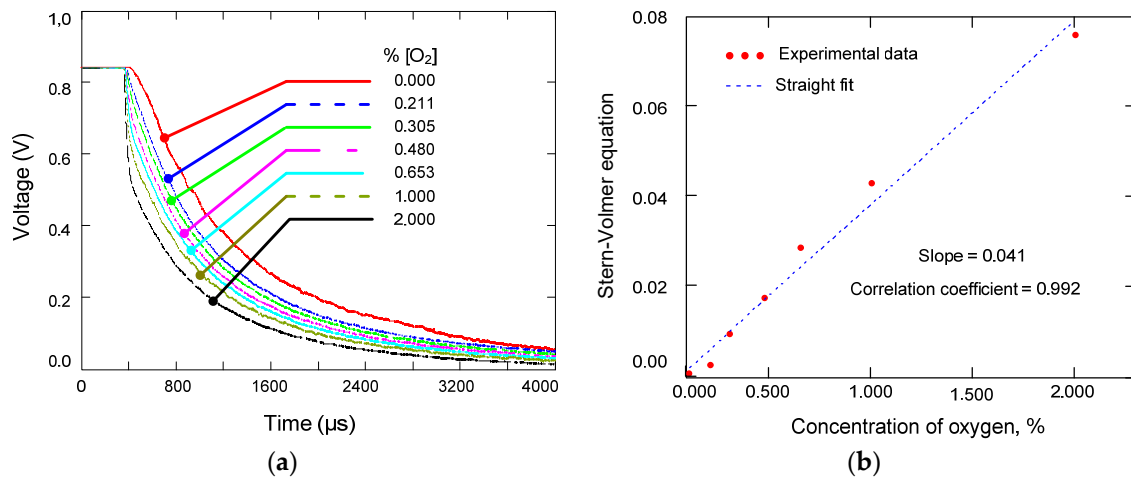 1,0
0.8
0.6
0.4
0.2
0.0
Voltage (V)
0
800
1600
2400
3200
4000
Time (µs)
% [O₂]
0.000
0.211
0.305
0.480
0.653
1.000
2.000
(a)
0.08
0.06
0.04
0.02
0.00
Stern-Volmer equation
Experimental data
Straight fit
Slope = 0.041
Correlation coefficient = 0.992
0.000
0.500
1.000
1.500
2.000
Concentration of oxygen, %
(b)